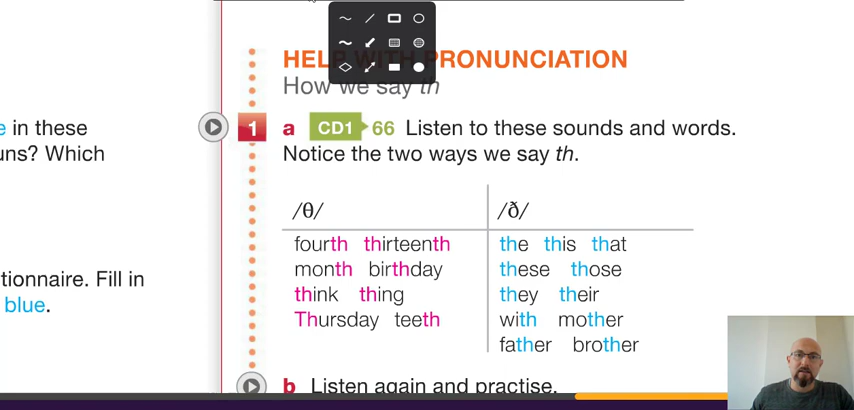 HELP WITH PRONUNCIATION
How we say th
e in these
uns? Which
1 a CD1 66 Listen to these sounds and words.
Notice the two ways we say th.
/θ/ /ð/
fourth thirteenth the this that
month birthday these those
think thing they their
Thursday teeth with mother
father brother
tionnaire. Fill in
blue.
b Listen again and practise.